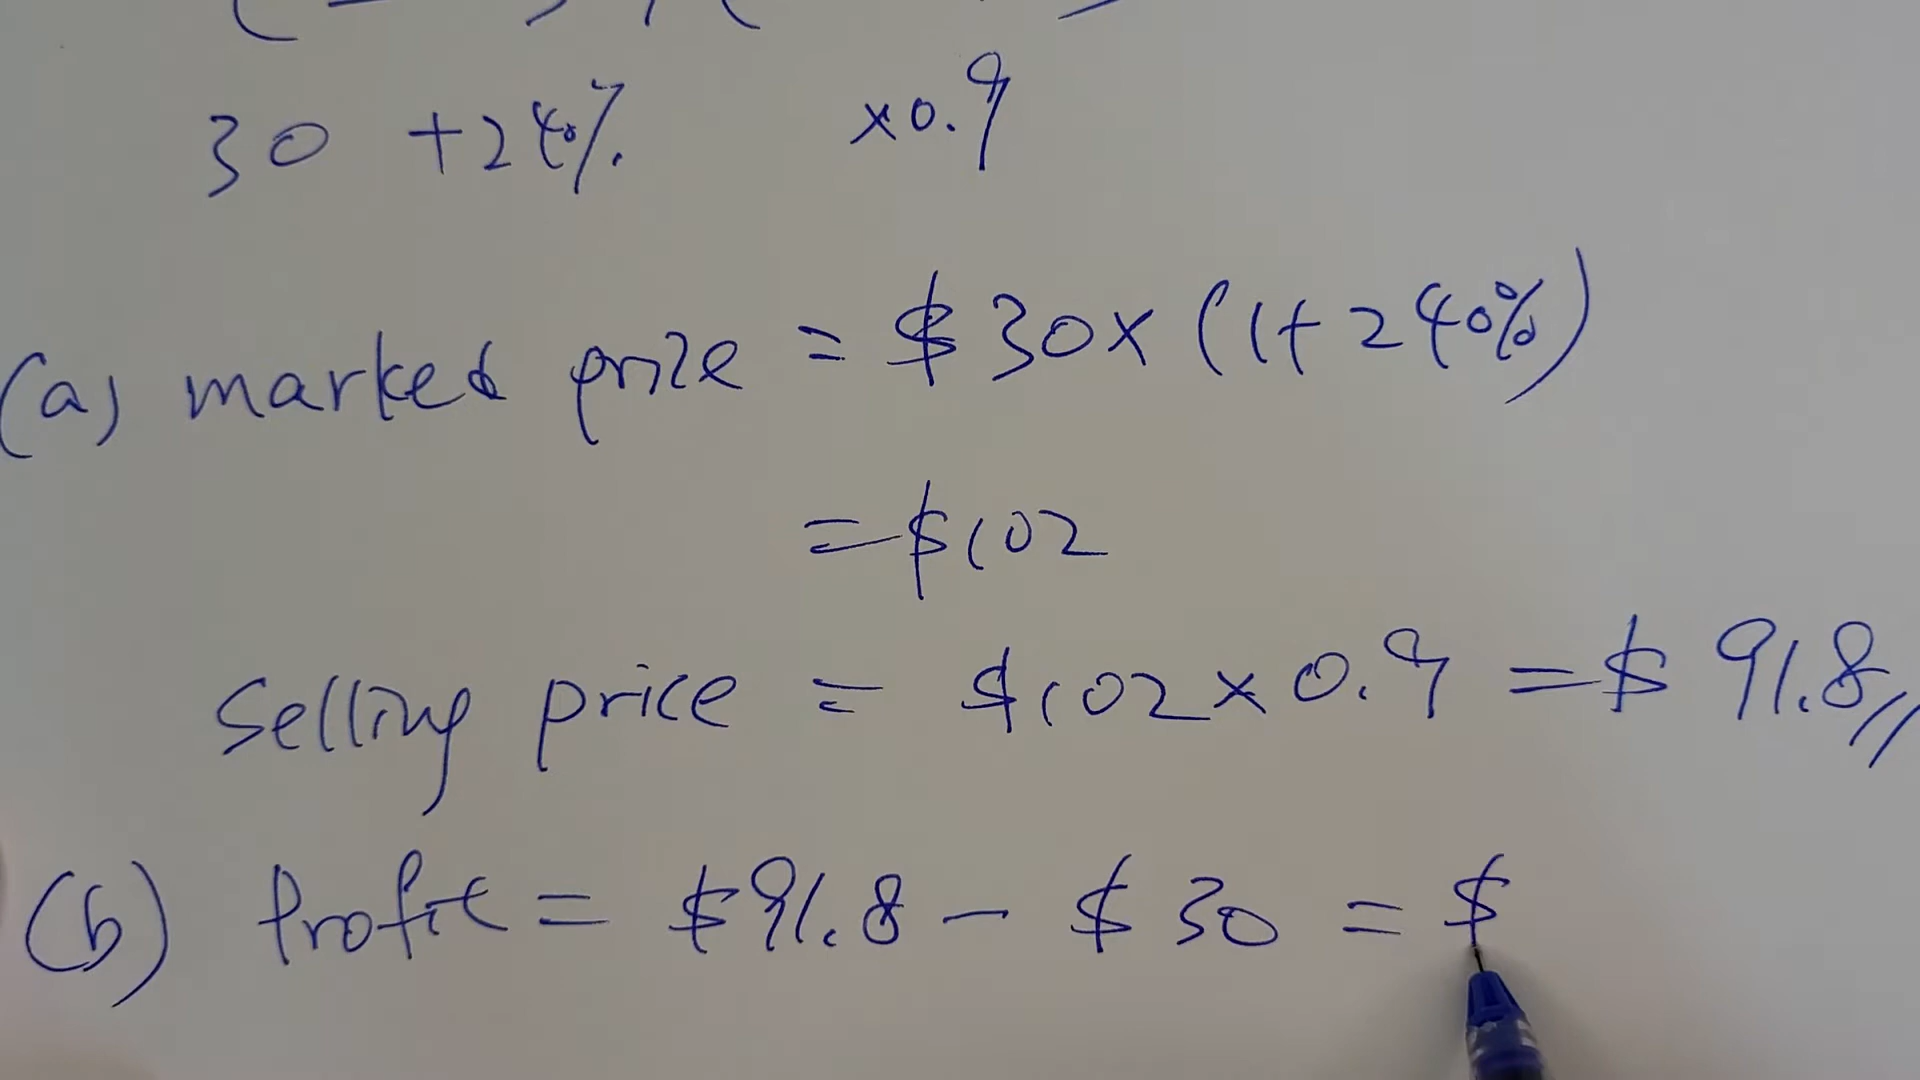 30 +240% ×0.9
(a) marked price = $30×(1+240%)
=$102
Selling price = $102×0.9 =$91.8//
(b) Profit = $91.8 - $30 = $